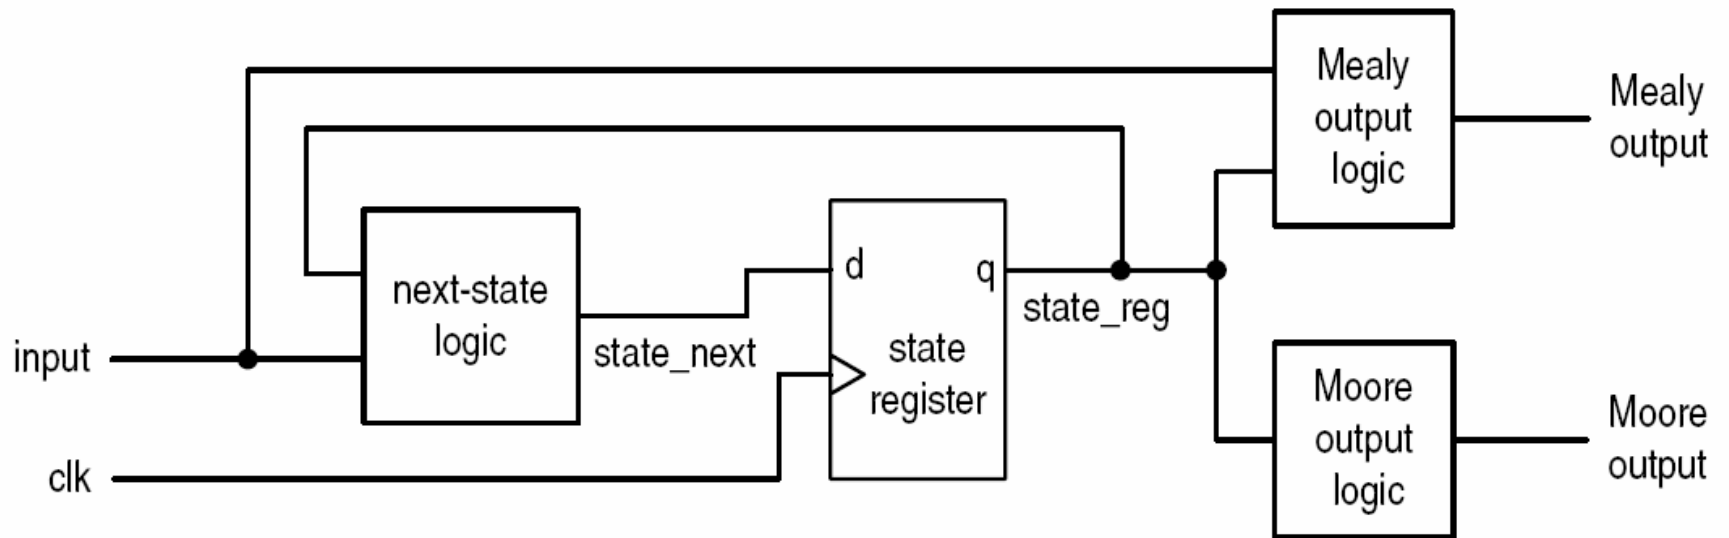 Mealy
output
logic
Mealy
output
next-state
logic
input
clk
state_next
d
q
state
register
state_reg
Moore
output
logic
Moore
output